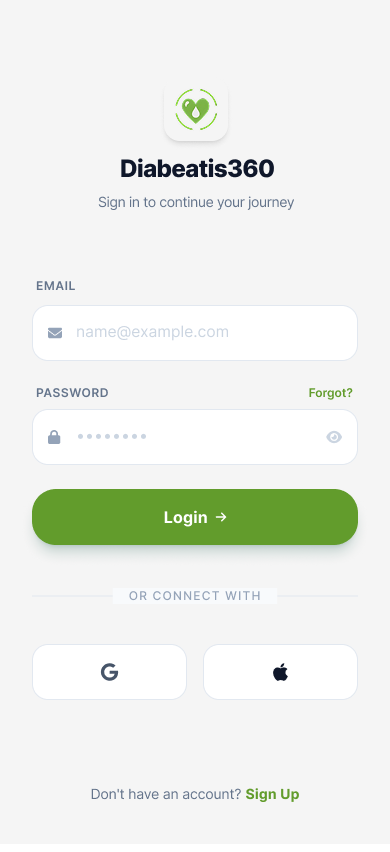 Diabeatis360
Sign in to continue your journey
EMAIL
name@example.com
PASSWORD Forgot?
Login →
OR CONNECT WITH
Don't have an account? Sign Up